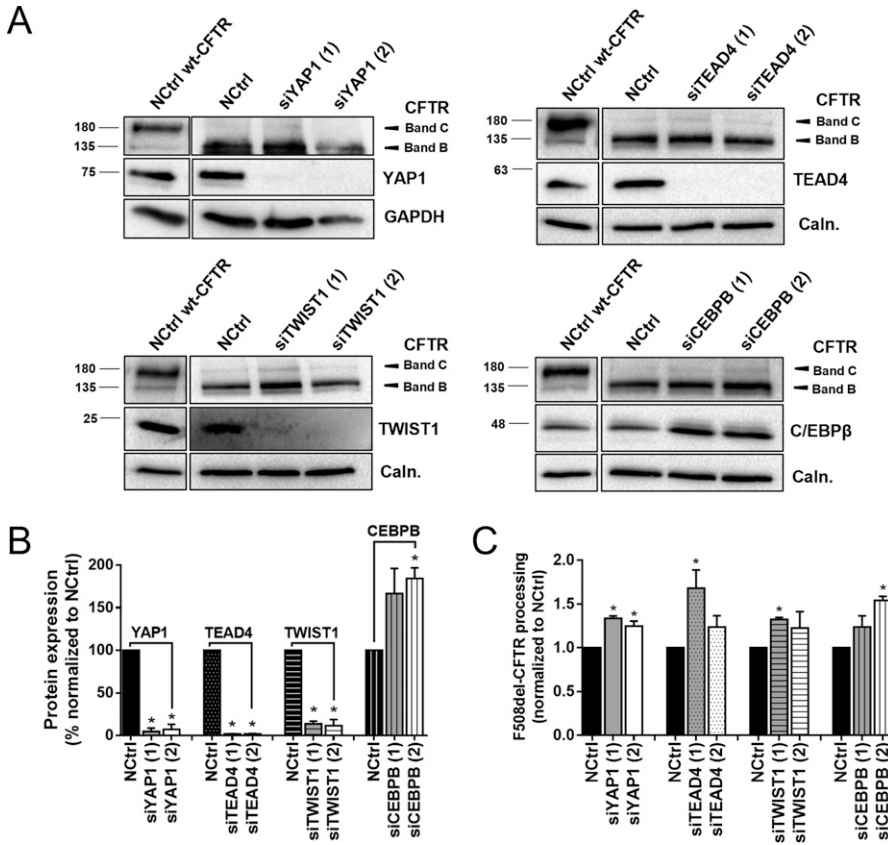 A
NCtrl wt-CFTR
NCtrl
siYAP1 (1)
siYAP1 (2)
CFTR
180
Band C
135
Band B
75
YAP1
GAPDH
NCtrl wt-CFTR
NCtrl
siTEAD4 (1)
siTEAD4 (2)
CFTR
180
Band C
135
Band B
63
TEAD4
Caln.
NCtrl wt-CFTR
NCtrl
siTWIST1 (1)
siTWIST1 (2)
CFTR
180
Band C
135
Band B
25
TWIST1
Caln.
NCtrl wt-CFTR
NCtrl
siCEBPB (1)
siCEBPB (2)
CFTR
180
Band C
135
Band B
48
C/EBPβ
Caln.
B
Protein expression
(% normalized to NCtrl)
200
150
100
50
0
YAP1
TEAD4
TWIST1
CEBPB
* * * * * * *
NCtrl
siYAP1 (1)
siYAP1 (2)
NCtrl
siTEAD4 (1)
siTEAD4 (2)
NCtrl
siTWIST1 (1)
siTWIST1 (2)
NCtrl
siCEBPB (1)
siCEBPB (2)
C
F508del-CFTR processing
(normalized to NCtrl)
2.0
1.5
1.0
0.5
0.0
* * * * *
NCtrl
siYAP1 (1)
siYAP1 (2)
NCtrl
siTEAD4 (1)
siTEAD4 (2)
NCtrl
siTWIST1 (1)
siTWIST1 (2)
NCtrl
siCEBPB (1)
siCEBPB (2)